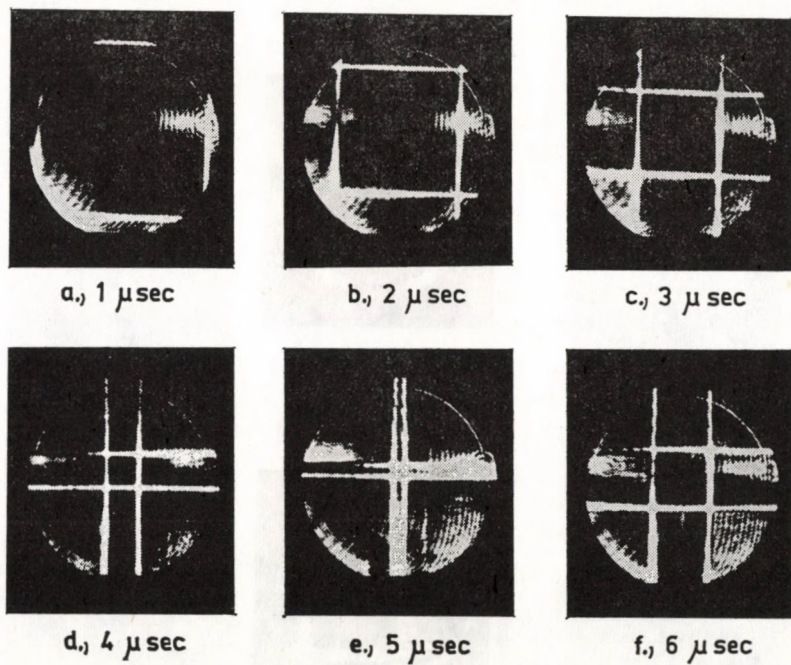 a., 1 μsec
b., 2 μsec
c., 3 μsec
d., 4 μsec
e., 5 μsec
f., 6 μsec